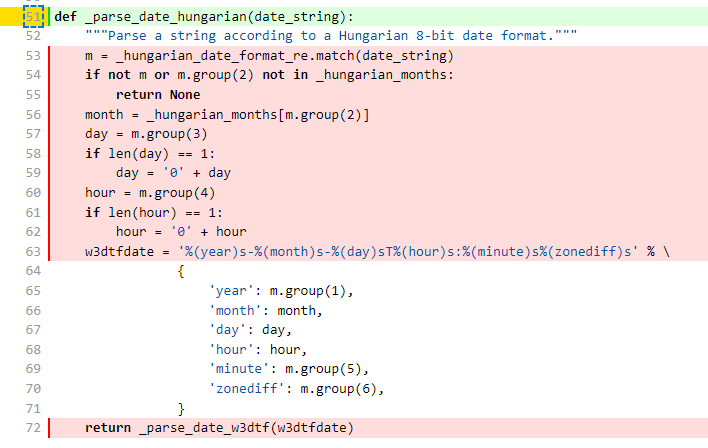 51 def _parse_date_hungarian(date_string):
52     """Parse a string according to a Hungarian 8-bit date format."""
53     m = _hungarian_date_format_re.match(date_string)
54     if not m or m.group(2) not in _hungarian_months:
55         return None
56     month = _hungarian_months[m.group(2)]
57     day = m.group(3)
58     if len(day) == 1:
59         day = '0' + day
60     hour = m.group(4)
61     if len(hour) == 1:
62         hour = '0' + hour
63     w3dtfdate = '%(year)s-%(month)s-%(day)sT%(hour)s:%(minute)s%(zonediff)s' % \
64                 {
65                     'year': m.group(1),
66                     'month': month,
67                     'day': day,
68                     'hour': hour,
69                     'minute': m.group(5),
70                     'zonediff': m.group(6),
71                 }
72     return _parse_date_w3dtf(w3dtfdate)